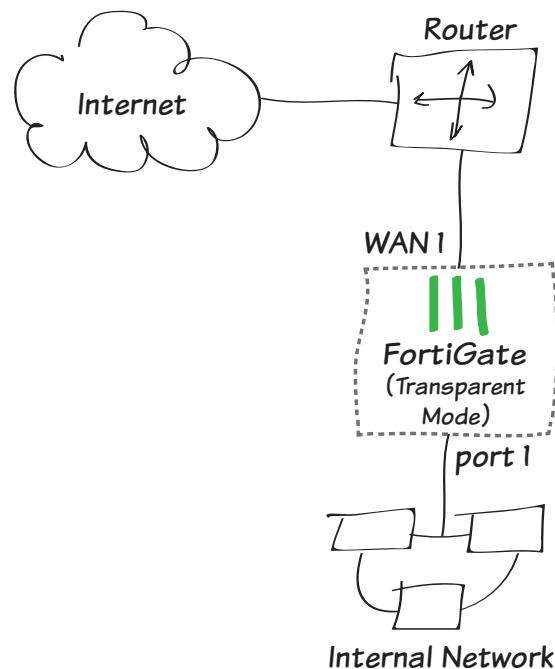 Router
Internet
WAN 1
FortiGate
(Transparent
Mode)
port 1
Internal Network